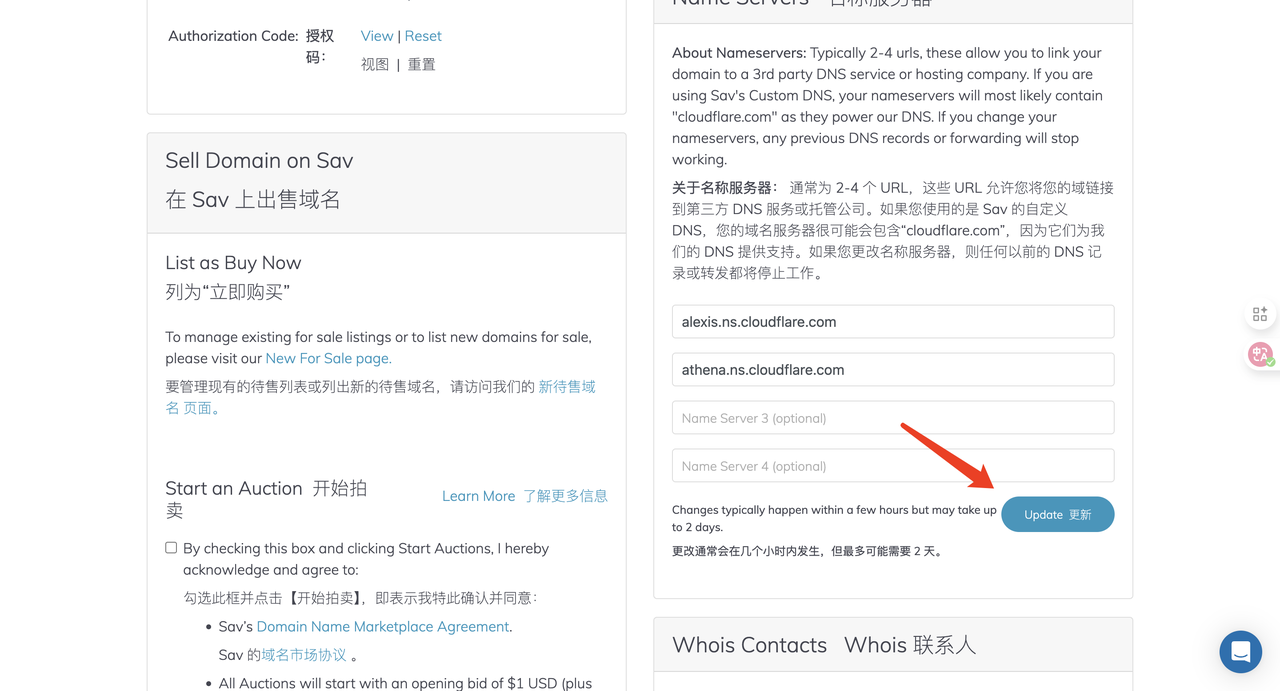 Authorization Code: 授权码：
View | Reset
视图 | 重置
Sell Domain on Sav
在 Sav 上出售域名
List as Buy Now
列为“立即购买”
To manage existing for sale listings or to list new domains for sale,
please visit our New For Sale page.
要管理现有的待售列表或列出新的待售域名，请访问我们的 新待售域
名 页面。
Start an Auction 开始拍
卖
Learn More 了解更多信息
By checking this box and clicking Start Auctions, I hereby
acknowledge and agree to:
勾选此框并点击【开始拍卖】，即表示我特此确认并同意：
• Sav’s Domain Name Marketplace Agreement.
Sav 的域名市场协议 。
• All Auctions will start with an opening bid of $1 USD (plus
Name Servers 名称服务器
About Nameservers: Typically 2-4 urls, these allow you to link your
domain to a 3rd party DNS service or hosting company. If you are
using Sav's Custom DNS, your nameservers will most likely contain
"cloudflare.com" as they power our DNS. If you change your
nameservers, any previous DNS records or forwarding will stop
working.
关于名称服务器： 通常为 2-4 个 URL，这些 URL 允许您将您的域链接
到第三方 DNS 服务或托管公司。如果您使用的是 Sav 的自定义
DNS，您的域名服务器很可能会包含“cloudflare.com”，因为它们为我
们的 DNS 提供支持。如果您更改名称服务器，则任何以前的 DNS 记
录或转发都将停止工作。
alexis.ns.cloudflare.com
athena.ns.cloudflare.com
Name Server 3 (optional)
Name Server 4 (optional)
Changes typically happen within a few hours but may take up
to 2 days.
更改通常会在几个小时内发生，但最多可能需要 2 天。
Update 更新
Whois Contacts Whois 联系人